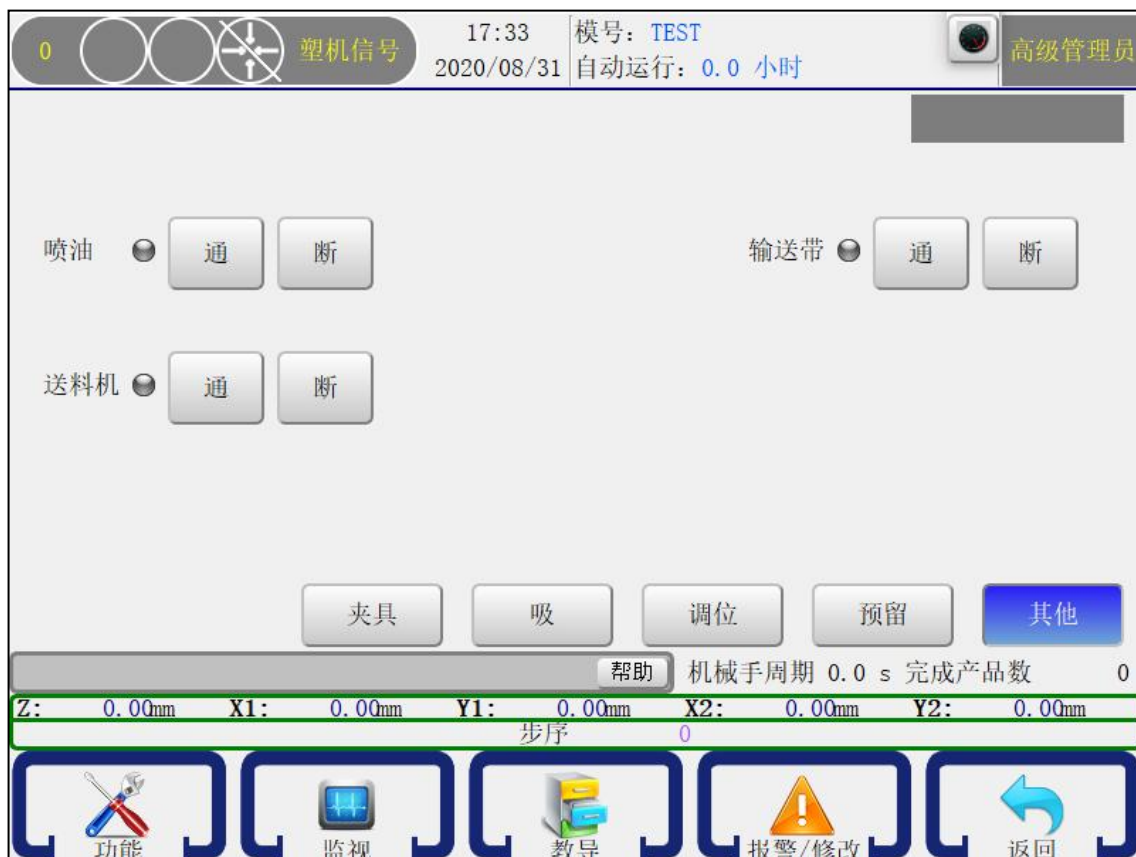 0 塑机信号 17:33 模号：TEST 高级管理员
2020/08/31 自动运行：0.0 小时
喷油 通 断 输送带 通 断
送料机 通 断
夹具 吸 调位 预留 其他
帮助 机械手周期 0.0 s 完成产品数 0
Z: 0.00mm X1: 0.00mm Y1: 0.00mm X2: 0.00mm Y2: 0.00mm
步序 0
功能 监视 教导 报警/修改 返回